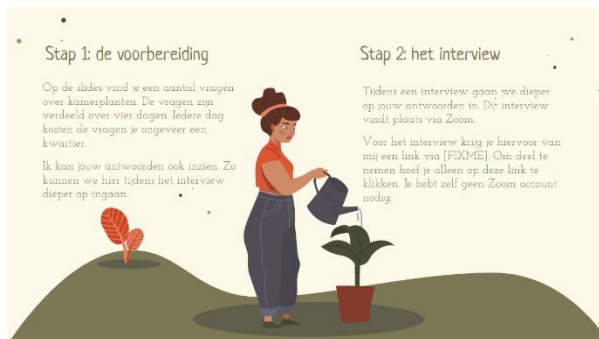 Stap 1: de voorbereiding
Op de slides vind je een aantal vragen
over kamerplanten. De vragen zijn
verdeeld over vier dagen. Iedere dag
kosten de vragen je ongeveer een
kwartier.
Ik kan jouw antwoorden ook inzien. Zo
kunnen we hier tijdens het interview
dieper op ingaan.
Stap 2: het interview
Tijdens een interview gaan we dieper
op jouw antwoorden in. Dit interview
vindt plaats via Zoom.
Voor het interview krijg je hiervoor van
mij een link via [FIXME]. Om deel te
nemen hoef je alleen op deze link te
klikken. Je hebt zelf geen Zoom account
nodig.